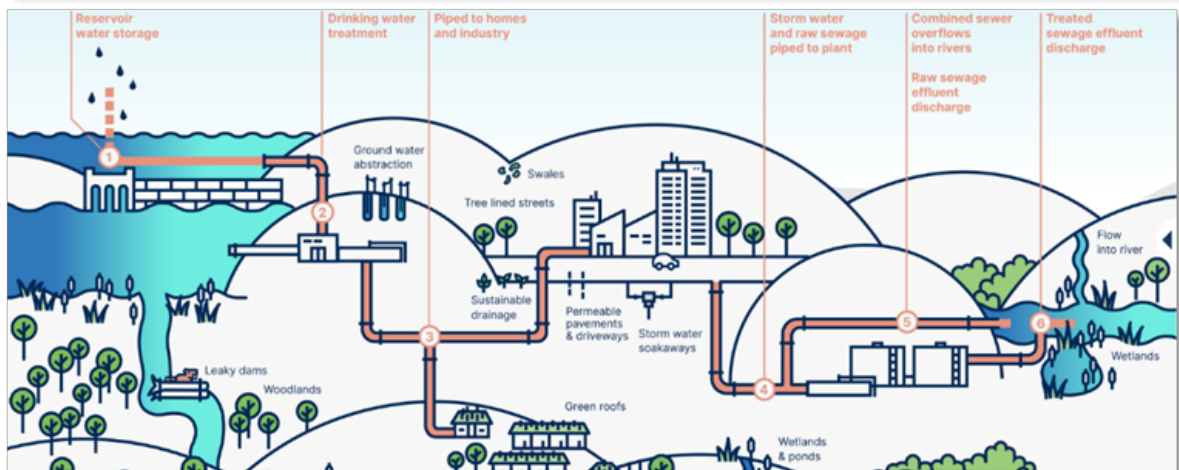 Reservoir
water storage
Drinking water
treatment
Piped to homes
and industry
Storm water
and raw sewage
piped to plant
Combined sewer
overflows
into rivers
Raw sewage
effluent
discharge
Treated
sewage effluent
discharge
1
Ground water
abstraction
Swales
Tree lined streets
2
Flow
into river
Sustainable
drainage
Permeable
pavements
& driveways
Storm water
soakaways
3
5
6
Wetlands
4
Leaky dams
Woodlands
Green roofs
Wetlands
& ponds